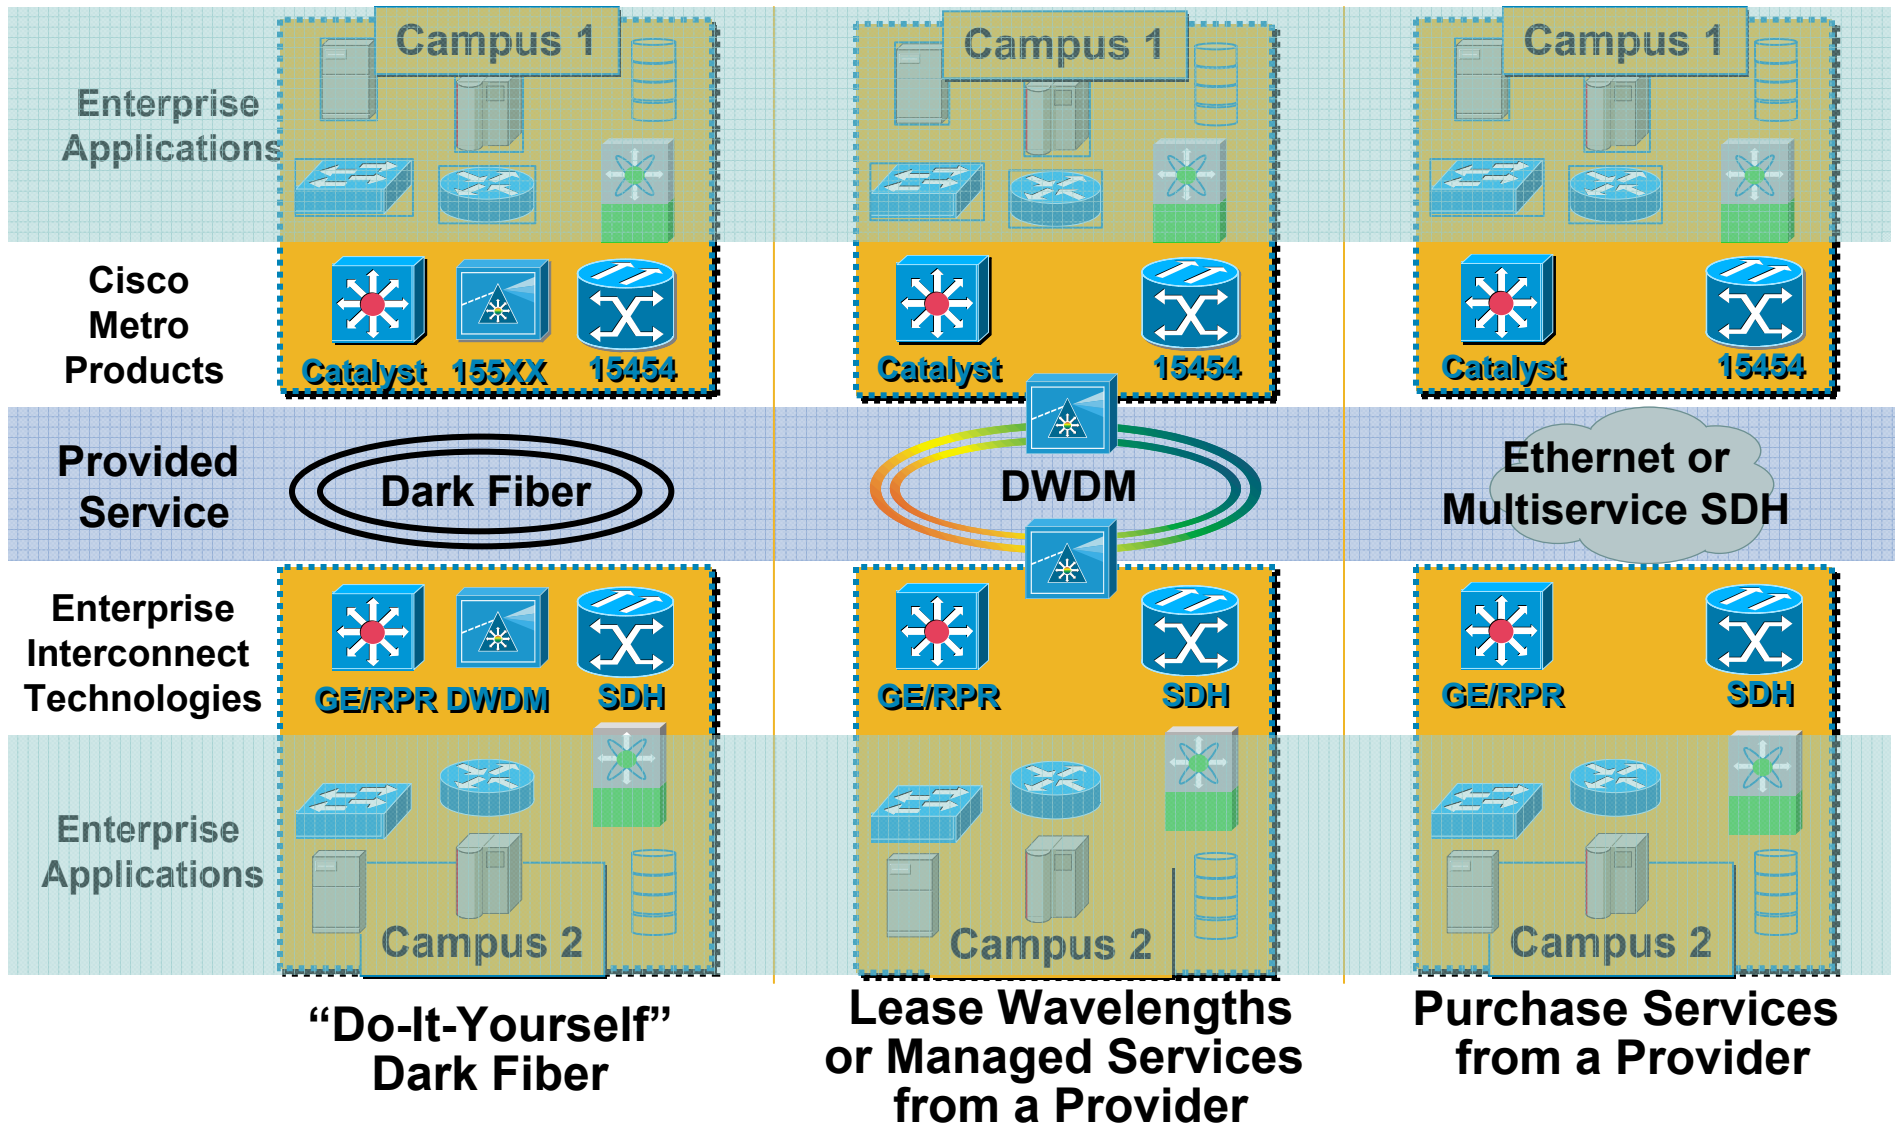 Campus 1
Campus 1
Campus 1
Enterprise
Applications
Cisco
Metro
Products
Catalyst 155XX 15454
Catalyst 15454
Catalyst 15454
Provided
Service
Dark Fiber
DWDM
Ethernet or
Multiservice SDH
Enterprise
Interconnect
Technologies
GE/RPR DWDM SDH
GE/RPR SDH
GE/RPR SDH
Enterprise
Applications
Campus 2
Campus 2
Campus 2
“Do-It-Yourself”
Dark Fiber
Lease Wavelengths
or Managed Services
from a Provider
Purchase Services
from a Provider